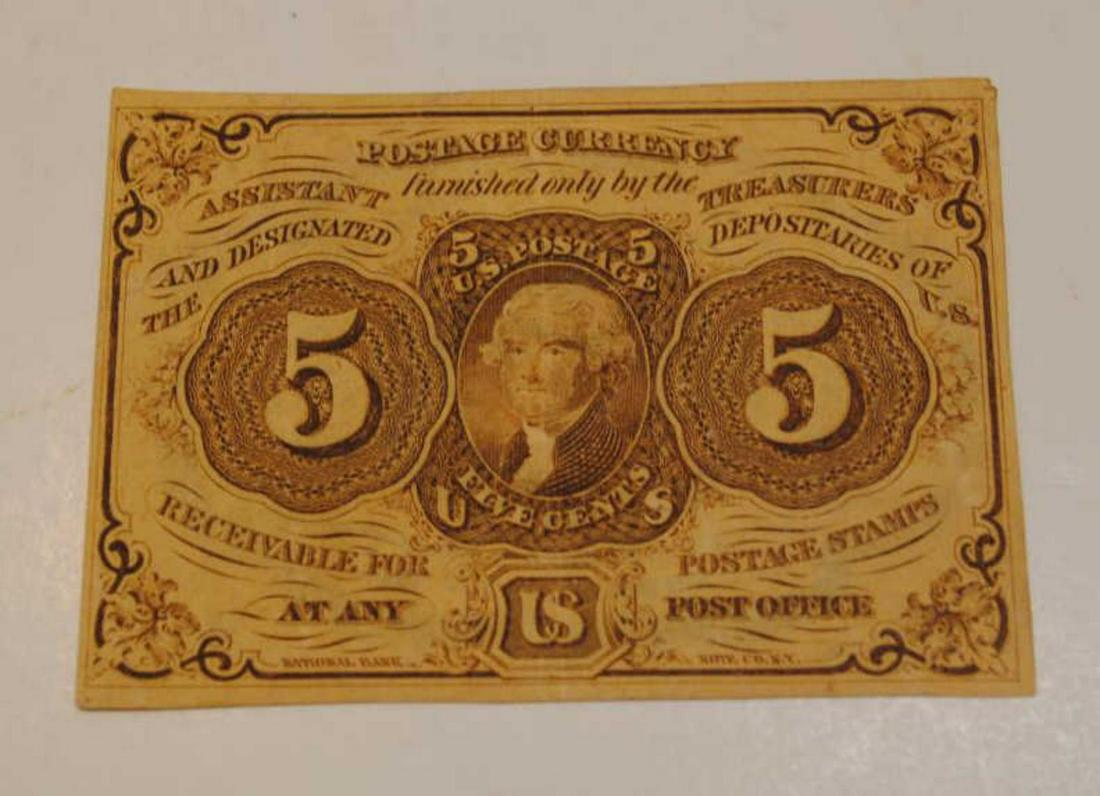 POSTAGE CURRENCY
furnished only by the
ASSISTANT TREASURERS
AND DESIGNATED DEPOSITARIES OF
THE U.S.
5 5
U.S. POSTAGE
5 5
FIVE CENTS
U S
RECEIVABLE FOR POSTAGE STAMPS
AT ANY US POST OFFICE
NATIONAL BANK NOTE CO. N.Y.